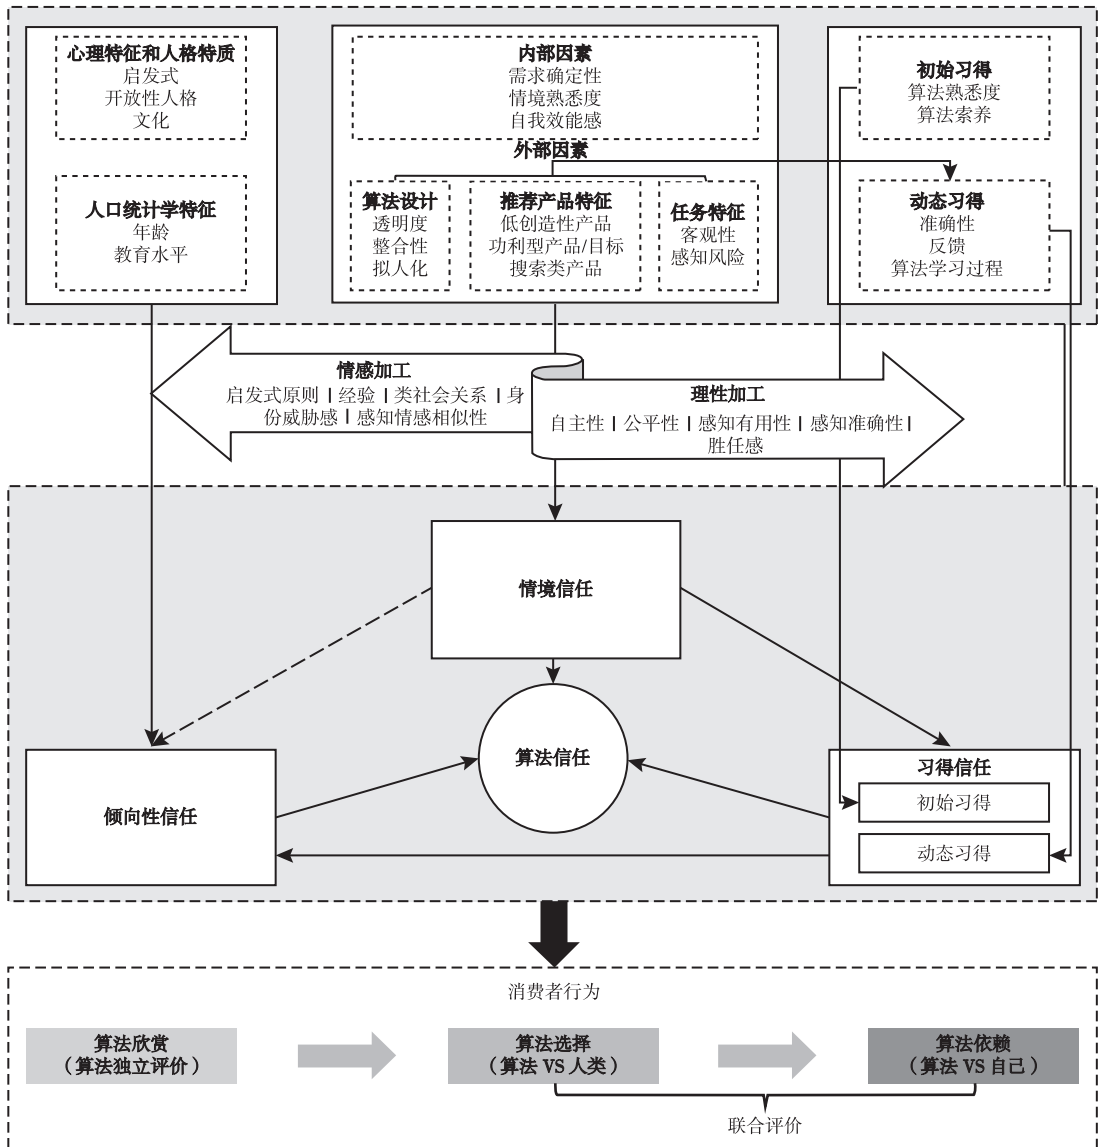 心理特征和人格特质
启发式
开放性人格
文化
人口统计学特征
年龄
教育水平
内部因素
需求确定性
情境熟悉度
自我效能感
外部因素
算法设计
透明度
整合性
拟人化
推荐产品特征
低创造性产品
功利型产品/目标
搜索类产品
任务特征
客观性
感知风险
初始习得
算法熟悉度
算法素养
动态习得
准确性
反馈
算法学习过程
情感加工
启发式原则 | 经验 | 类社会关系 | 身
份威胁感 | 感知情感相似性
理性加工
自主性 | 公平性 | 感知有用性 | 感知准确性 |
胜任感
情境信任
算法信任
倾向性信任
习得信任
初始习得
动态习得
消费者行为
算法欣赏
（算法独立评价）
算法选择
（算法 VS 人类）
算法依赖
（算法 VS 自己）
联合评价